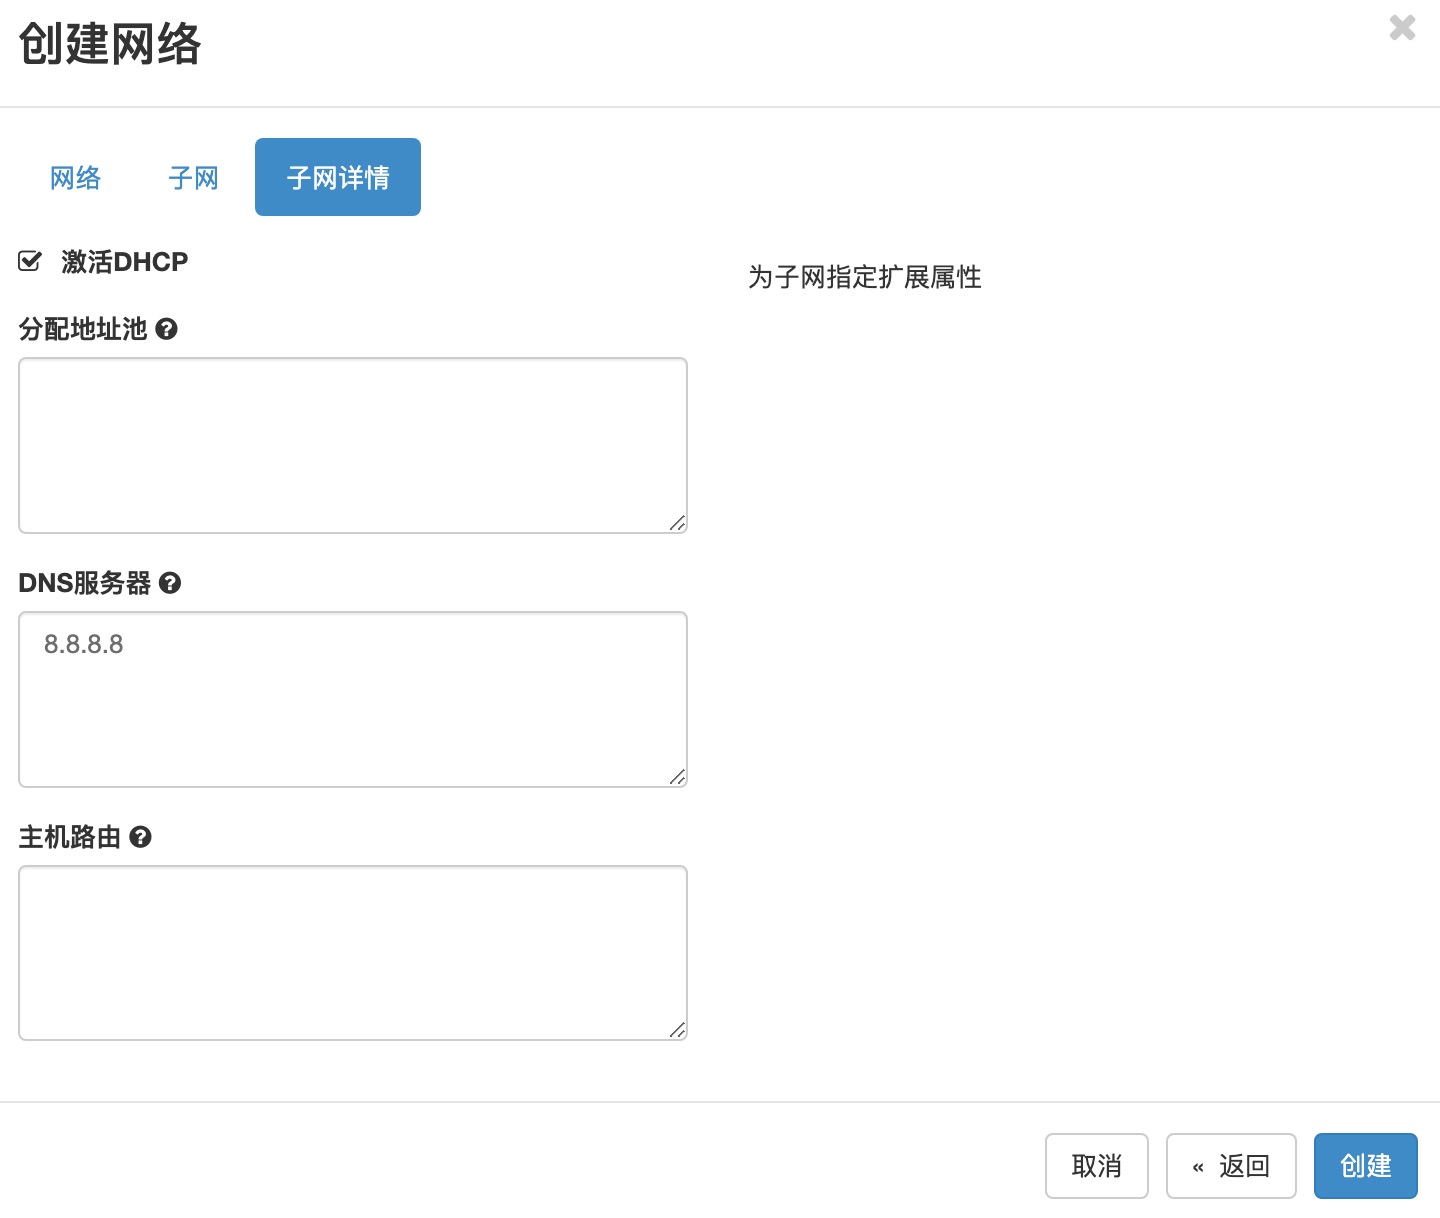 创建网络
网络
子网
子网详情
激活DHCP
为子网指定扩展属性
分配地址池
DNS服务器
8.8.8.8
主机路由
取消
« 返回
创建